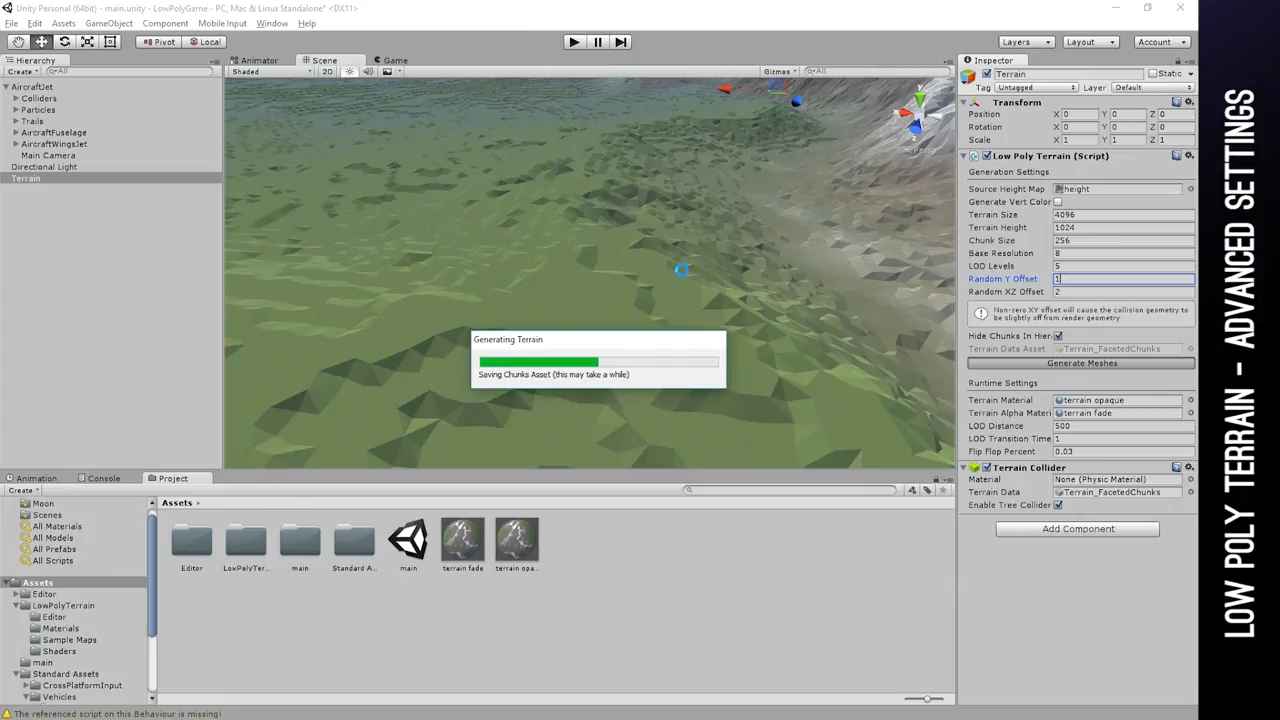 Unity Personal (64bit) - main.unity - LowPolyGame - PC, Mac & Linux Standalone* <DX11>
File Edit Assets GameObject Component Mobile Input Window Help
Pivot Local Layers Layout Account
Hierarchy
Create All
AircraftJet
Colliders
Particles
Trails
AircraftFuselage
AircraftWingsJet
Main Camera
Directional Light
Terrain
Animator Scene Game
Shaded 2D Gizmos All
y
x
z
Persp
Generating Terrain
Saving Chunks Asset (this may take a while)
Inspector
Terrain Static
Tag Untagged Layer Default
Transform
Position X 0 Y 0 Z 0
Rotation X 0 Y 0 Z 0
Scale X 1 Y 1 Z 1
Low Poly Terrain (Script)
Generation Settings
Source Height Map height
Generate Vert Color
Terrain Size 4096
Terrain Height 1024
Chunk Size 256
Base Resolution 8
LOD Levels 5
Random Y Offset 1
Random XZ Offset 2
Non-zero XY offset will cause the collision geometry to
be slightly off from render geometry
Hide Chunks In Hier
Terrain Data Asset Terrain_FacetedChunks
Generate Meshes
Runtime Settings
Terrain Material terrain opaque
Terrain Alpha Materi terrain fade
LOD Distance 500
LOD Transition Time 1
Flip Flop Percent 0.03
Terrain Collider
Material None (Physic Material)
Terrain Data Terrain_FacetedChunks
Enable Tree Collider
Add Component
Animation Console Project
Create
Moon
Scenes
All Materials
All Models
All Prefabs
All Scripts
Assets
Editor
LowPolyTerrain
Editor
Materials
Sample Maps
Shaders
main
Standard Assets
CrossPlatformInput
Vehicles
Assets
Editor LowPolyTer... main Standard A... main terrain fade terrain opa...
The referenced script on this Behaviour is missing!
LOW POLY TERRAIN - ADVANCED SETTINGS